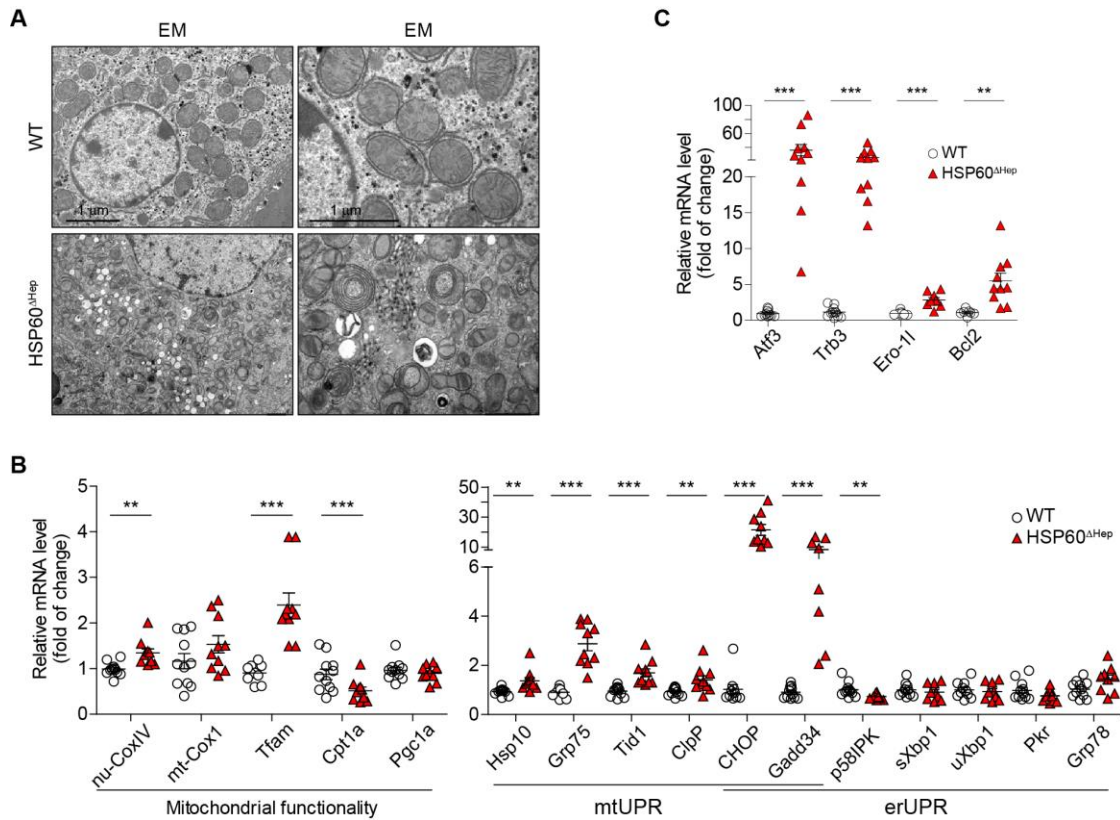 A
EM
EM
WT
1 μm
1 μm
HSP60ΔHep
C
Relative mRNA level
(fold of change)
100
80
60
40
20
15
10
5
0
***
***
***
**
WT
HSP60ΔHep
Atf3
Trb3
Ero-1l
Bcl2
B
Relative mRNA level
(fold of change)
5
4
3
2
1
0
**
***
***
nu-CoxIV
mt-Cox1
Tfam
Cpt1a
Pgc1a
Mitochondrial functionality
50
40
30
20
10
6
4
2
0
**
***
***
**
***
***
**
WT
HSP60ΔHep
Hsp10
Grp75
Tid1
ClpP
CHOP
Gadd34
p58IPK
sXbp1
uXbp1
Pkr
Grp78
mtUPR
erUPR